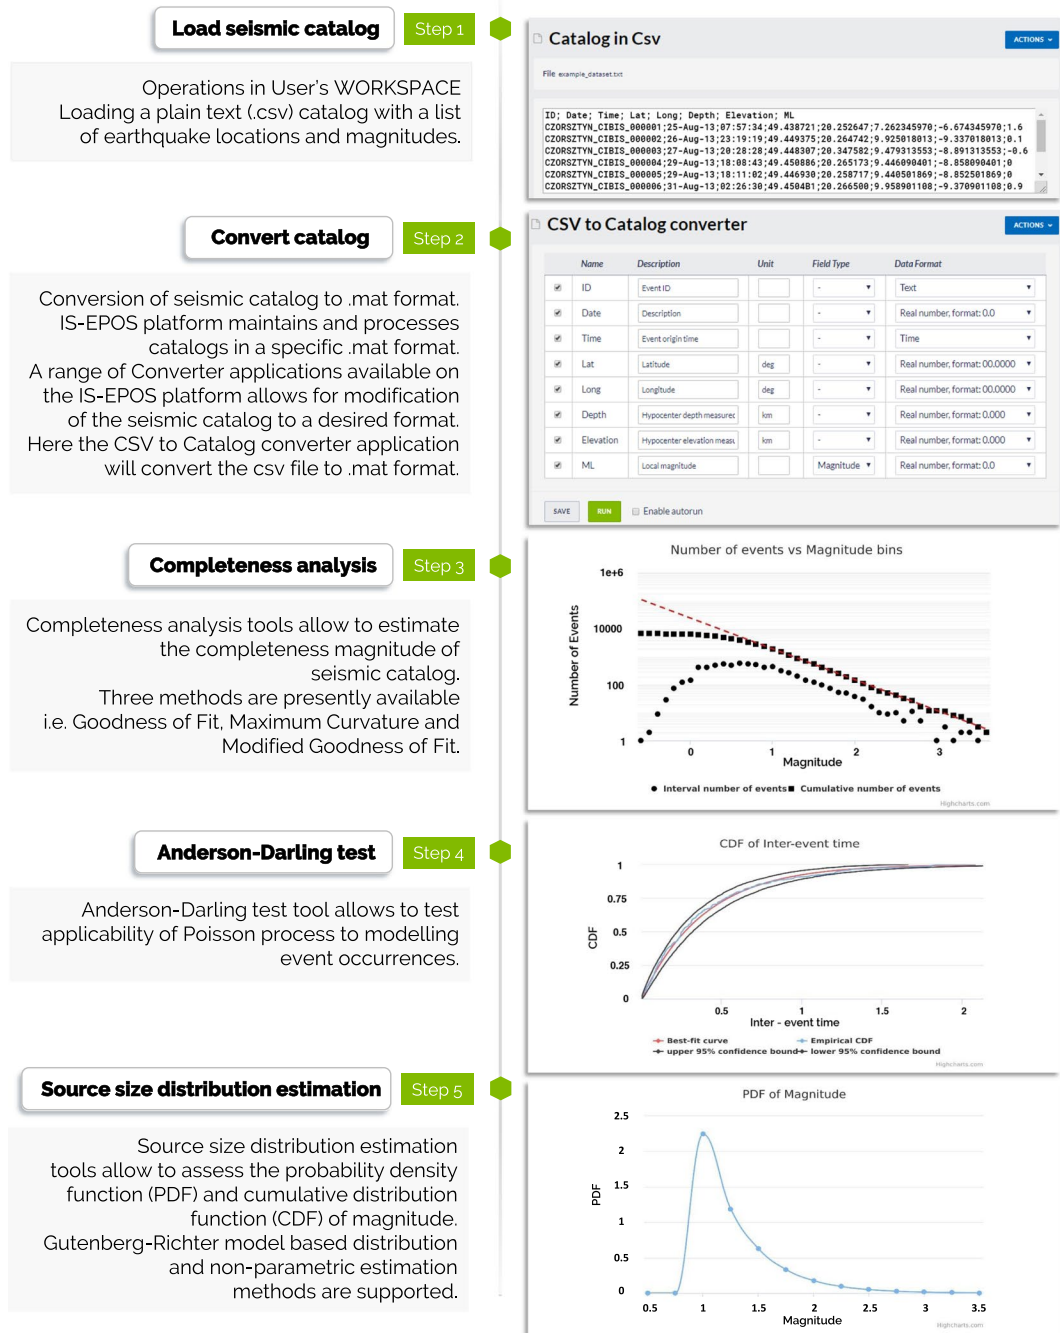 Load seismic catalog
Step 1
Operations in User's WORKSPACE
Loading a plain text (.csv) catalog with a list
of earthquake locations and magnitudes.
Catalog in Csv
ACTIONS
File example_dataset.txt
ID; Date; Time; Lat; Long; Depth; Elevation; ML
CZORSZTYN_CIBIS_000001;25-Aug-13;07:57:34;49.438721;20.252647;7.262345970;-6.674345970;1.6
CZORSZTYN_CIBIS_000002;26-Aug-13;23:19:19;49.449375;20.264742;9.925018013;-9.337018013;0.1
CZORSZTYN_CIBIS_000003;27-Aug-13;20:28:28;49.448307;20.347582;9.479313553;-8.891313553;-0.6
CZORSZTYN_CIBIS_000004;29-Aug-13;18:08:43;49.450886;20.265173;9.446090401;-8.858090401;0
CZORSZTYN_CIBIS_000005;29-Aug-13;18:11:02;49.446930;20.258717;9.440501869;-8.852501869;0
CZORSZTYN_CIBIS_000006;31-Aug-13;02:26:30;49.450481;20.266500;9.958901108;-9.370901108;0.9
Convert catalog
Step 2
Conversion of seismic catalog to .mat format.
IS-EPOS platform maintains and processes
catalogs in a specific .mat format.
A range of Converter applications available on
the IS-EPOS platform allows for modification
of the seismic catalog to a desired format.
Here the CSV to Catalog converter application
will convert the csv file to .mat format.
CSV to Catalog converter
ACTIONS
Name Description Unit Field Type Data Format
ID Event ID - Text
Date Description - Real number, format: 0.0
Time Event origin time - Time
Lat Latitude deg - Real number, format: 00.0000
Long Longitude deg - Real number, format: 00.0000
Depth Hypocenter depth measured km - Real number, format: 0.000
Elevation Hypocenter elevation measu km - Real number, format: 0.000
ML Local magnitude Magnitude Real number, format: 0.0
SAVE RUN Enable autorun
Completeness analysis
Step 3
Completeness analysis tools allow to estimate
the completeness magnitude of
seismic catalog.
Three methods are presently available
i.e. Goodness of Fit, Maximum Curvature and
Modified Goodness of Fit.
Number of events vs Magnitude bins
Number of Events
1e+6
10000
100
1
0 1 2 3
Magnitude
Interval number of events Cumulative number of events
Highcharts.com
Anderson-Darling test
Step 4
Anderson-Darling test tool allows to test
applicability of Poisson process to modelling
event occurrences.
CDF of Inter-event time
CDF
1
0.75
0.5
0.25
0
0.5 1 1.5 2
Inter - event time
Best-fit curve Empirical CDF
upper 95% confidence bound lower 95% confidence bound
Highcharts.com
Source size distribution estimation
Step 5
Source size distribution estimation
tools allow to assess the probability density
function (PDF) and cumulative distribution
function (CDF) of magnitude.
Gutenberg-Richter model based distribution
and non-parametric estimation
methods are supported.
PDF of Magnitude
PDF
2.5
2
1.5
1
0.5
0
0.5 1 1.5 2 2.5 3 3.5
Magnitude
Highcharts.com